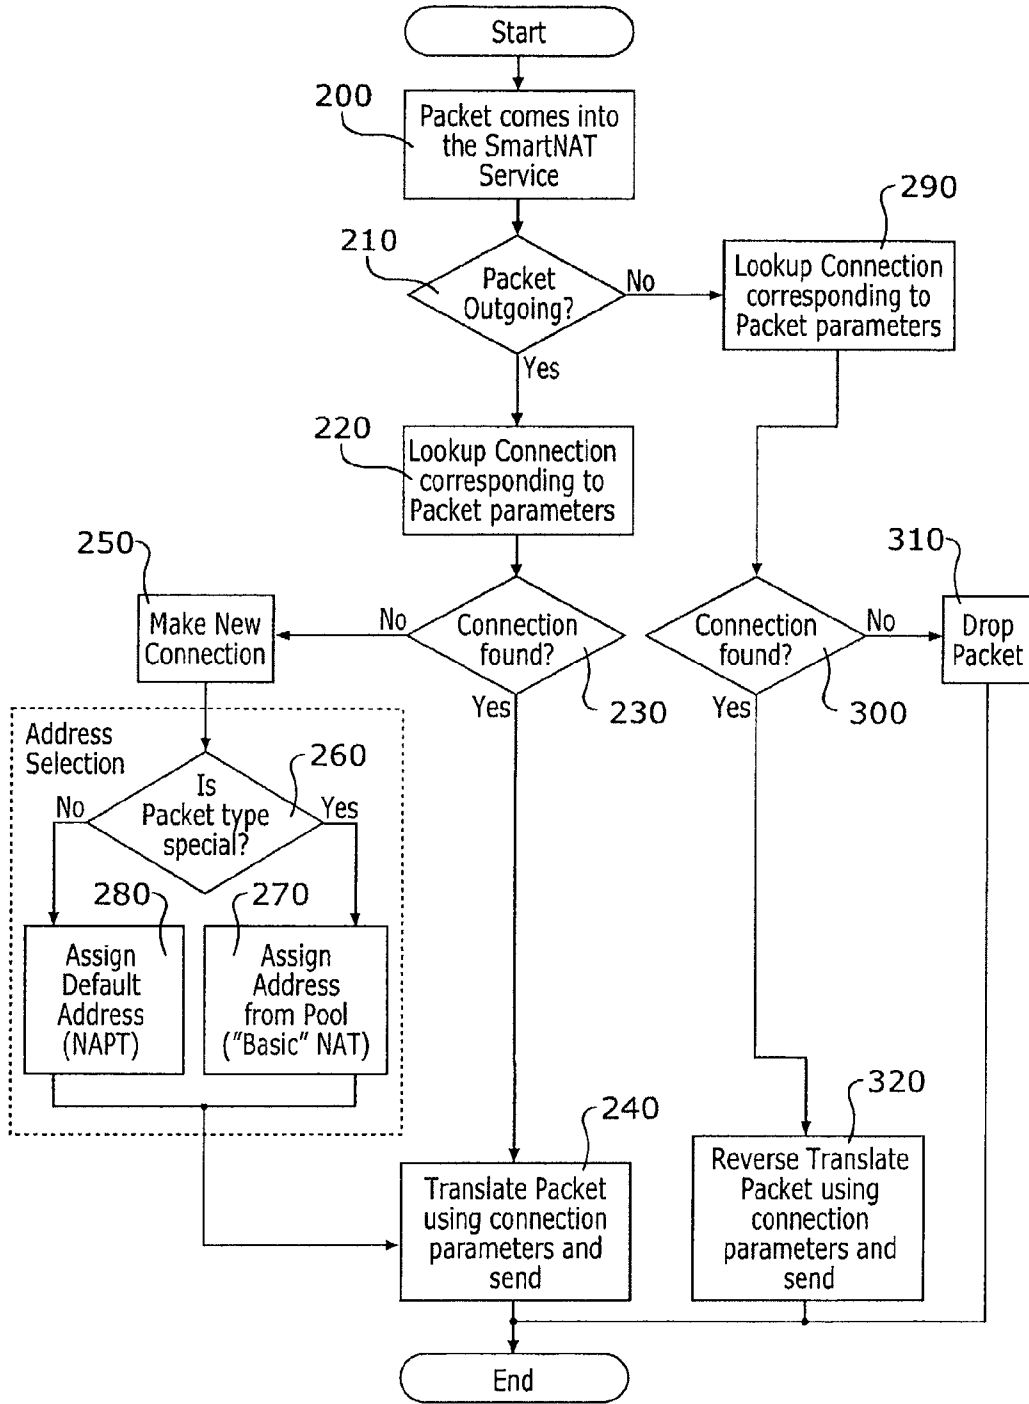 Start
200
Packet comes into
the SmartNAT
Service
290
210
Packet
Outgoing?
No
Lookup Connection
corresponding to
Packet parameters
Yes
220
Lookup Connection
corresponding to
Packet parameters
250
310
Make New
Connection
No
Connection
found?
Connection
found?
No
Drop
Packet
Yes
230
Yes
300
Address
Selection
260
No
Is
Packet type
special?
Yes
280
270
Assign
Default
Address
(NAPT)
Assign
Address
from Pool
("Basic" NAT)
240
320
Translate Packet
using connection
parameters and
send
Reverse Translate
Packet using
connection
parameters and
send
End